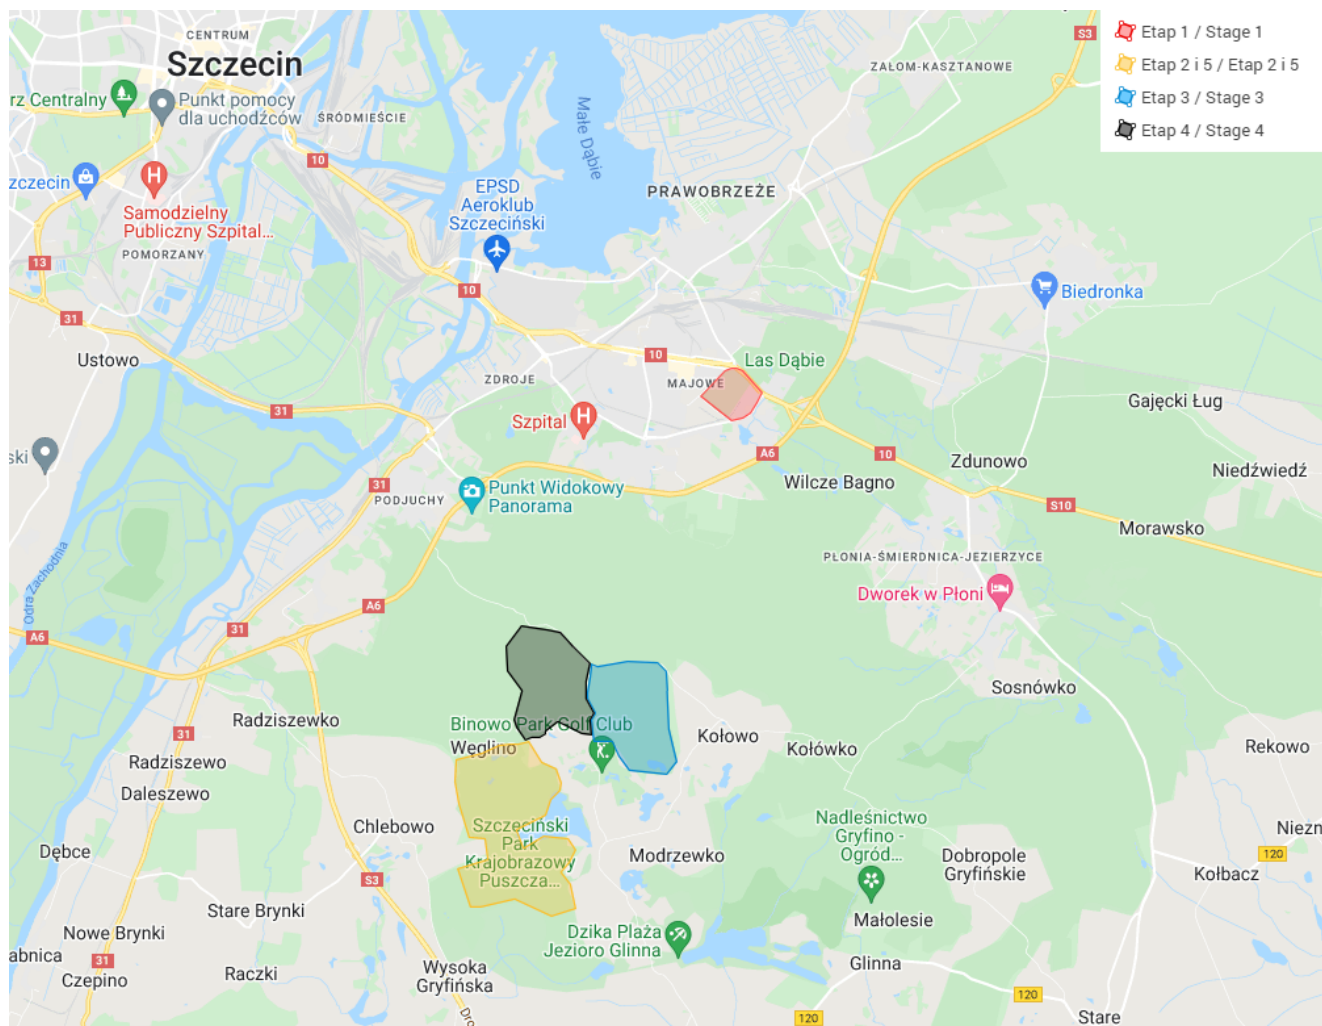 CENTRUM
Szczecin
rz Centralny
Punkt pomocy
dla uchodźców
ŚRÓDMIEŚCIE
10
zczecin
Samodzielny
Publiczny Szpital...
POMORZANY
13
31
Ustowo
31
ski
Małe Dąbie
EPSD
Aeroklub
Szczeciński
10
PRAWOBRZEŻE
ZAŁOM-KASZTANOWE
S3
Etap 1 / Stage 1
Etap 2 i 5 / Etap 2 i 5
Etap 3 / Stage 3
Etap 4 / Stage 4
Biedronka
10
Las Dąbie
MAJOWE
ZDROJE
Szpital
H
H
Gajęcki Ług
Niedźwiedź
Zdunowo
A6
10
Wilcze Bagno
S10
Morawsko
31
PODJUCHY
Punkt Widokowy
Panorama
PŁONIA-ŚMIERDNICA-JEZIERZYCE
Dworek w Płoni
Odra Zachodnia
A6
31
A6
Sosnówko
Radziszewko
31
Radziszewo
Daleszewo
Binowo Park Golf Club
Węglino
Kołowo
Kołówko
Rekowo
Chlebowo
Szczeciński
Park
Krajobrazowy
Puszcza...
Modrzewko
Nadleśnictwo
Gryfino -
Ogród...
Dobropole
Gryfińskie
Niezn
120
Kołbacz
Dębce
S3
Stare Brynki
Małolesie
Nowe Brynki
abnica
31
Czepino
Raczki
Wysoka
Gryfińska
Dzika Plaża
Jezioro Glinna
Glinna
120
120
Stare
Dro